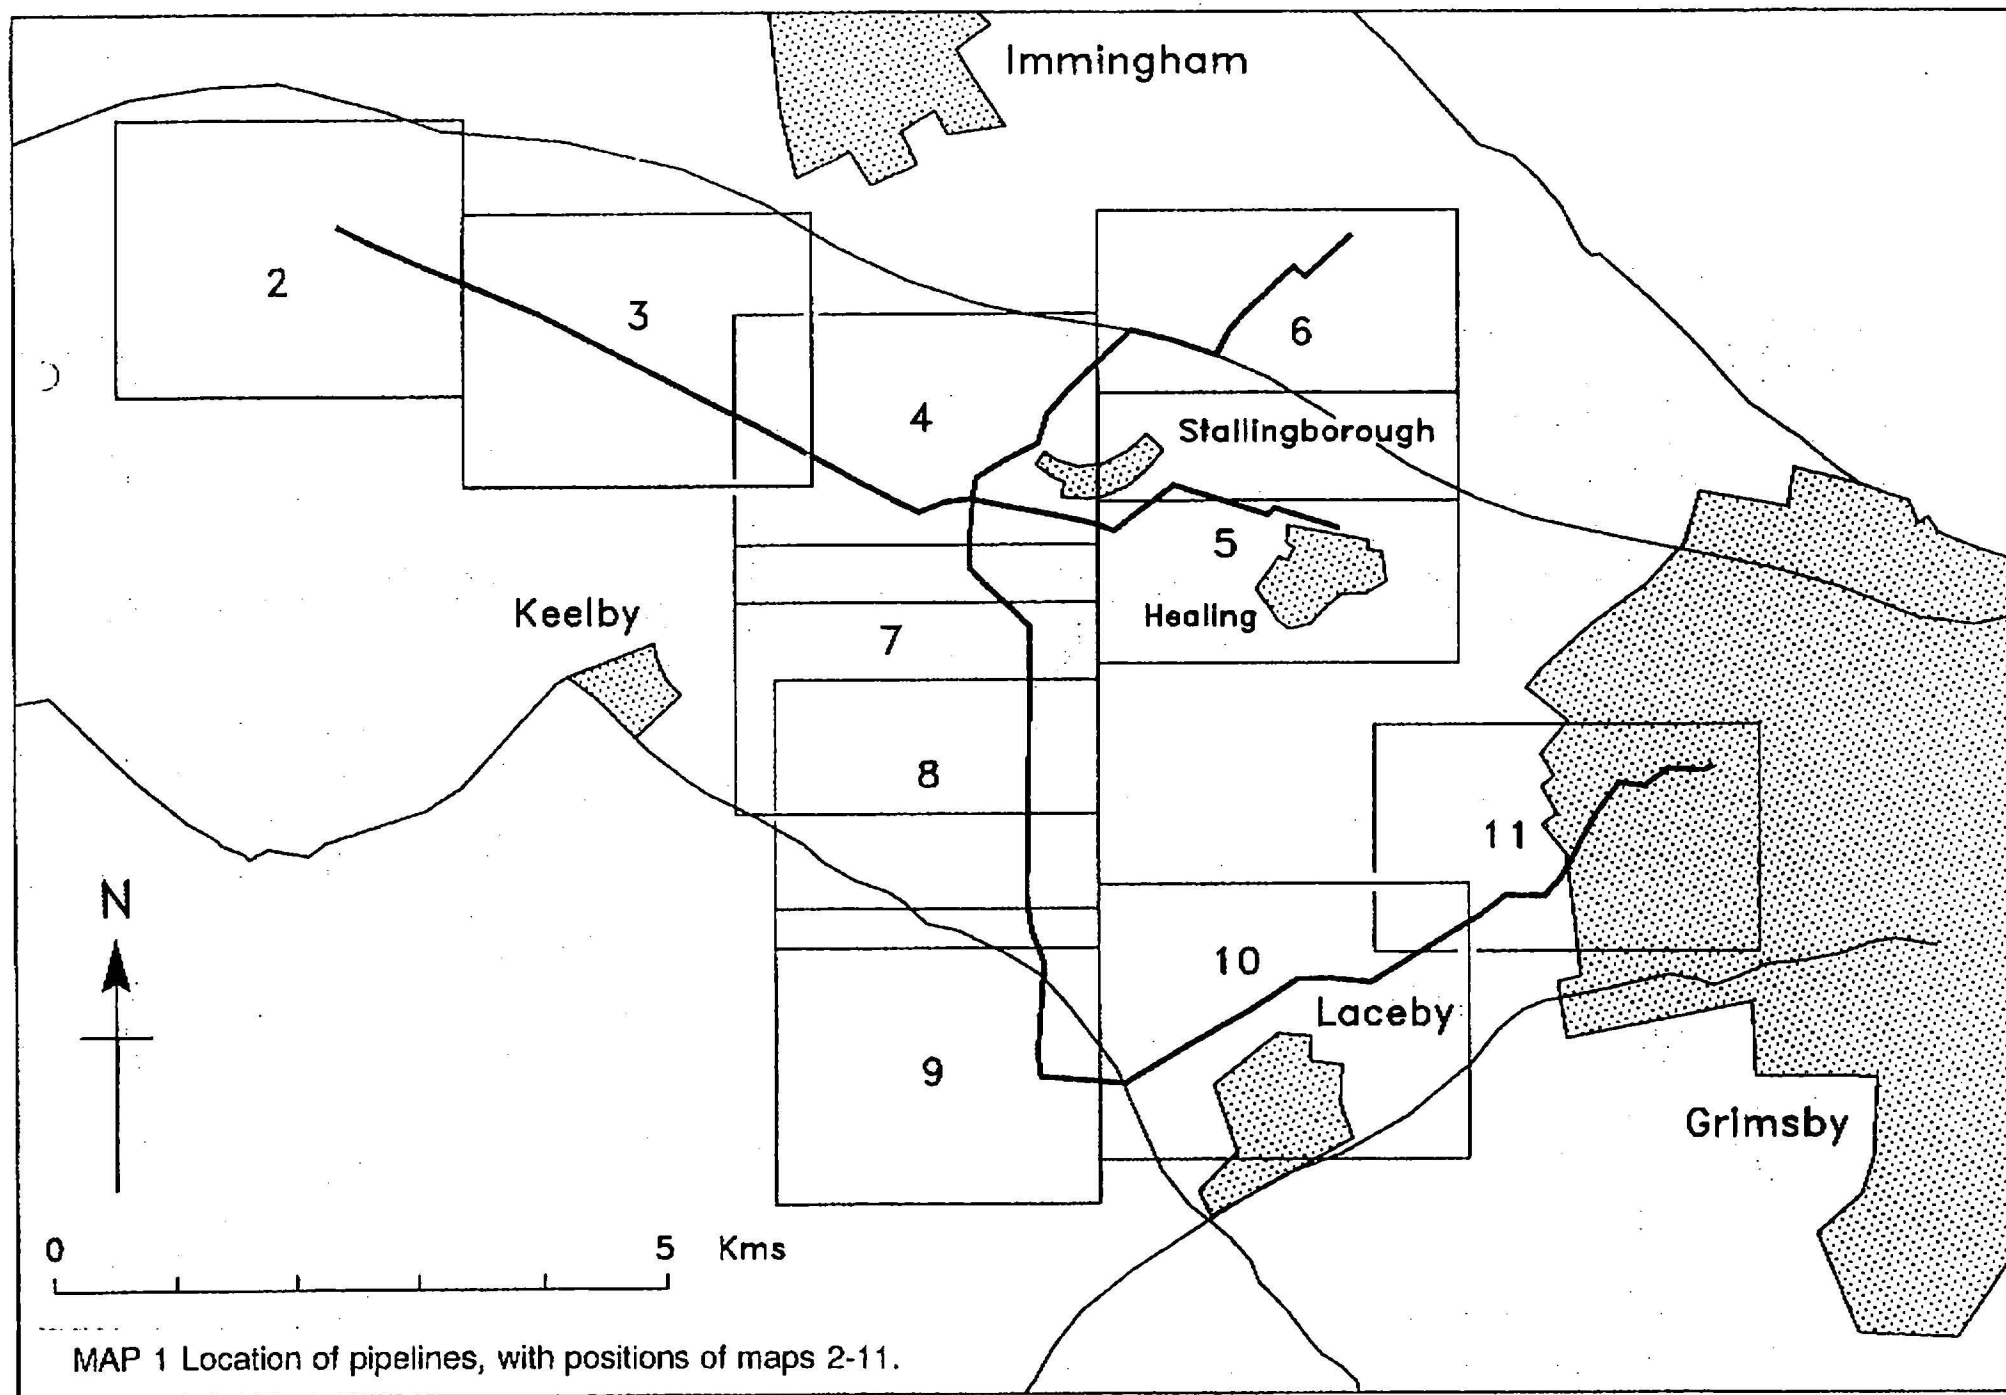 Immingham
2
3
6
4
Stallingborough
5
Keelby
Healing
7
8
11
N
10
Laceby
9
Grimsby
0 5 Kms
MAP 1 Location of pipelines, with positions of maps 2-11.